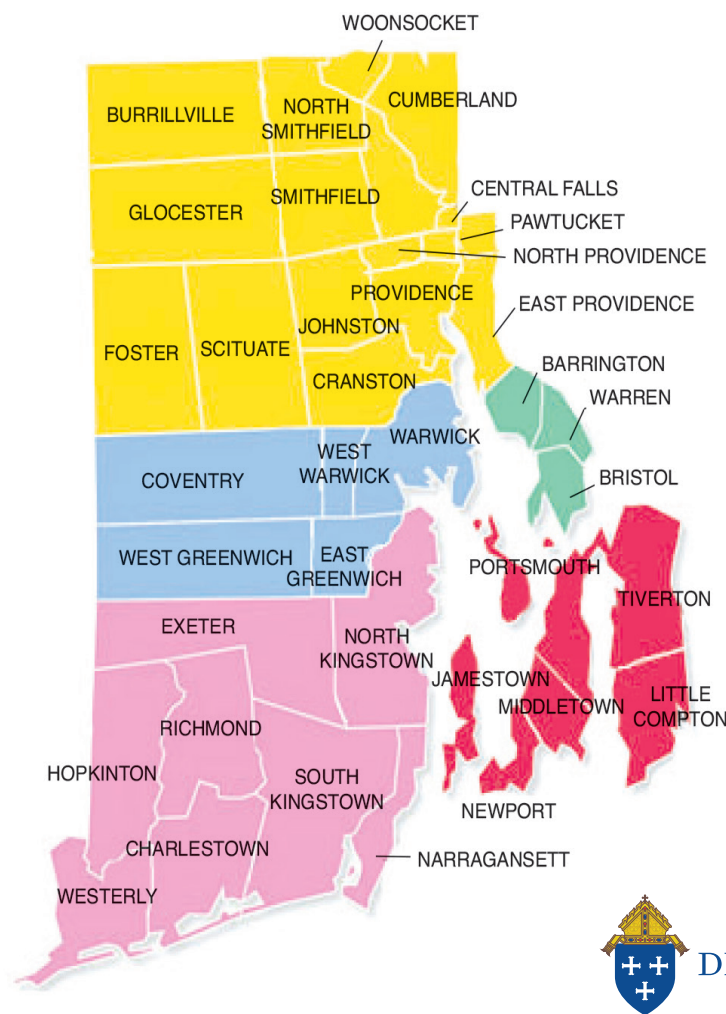 WOONSOCKET
BURRILLVILLE
NORTH
SMITHFIELD
CUMBERLAND
GLOCESTER
SMITHFIELD
CENTRAL FALLS
PAWTUCKET
NORTH PROVIDENCE
PROVIDENCE
EAST PROVIDENCE
JOHNSTON
FOSTER
SCITUATE
CRANSTON
BARRINGTON
WARREN
WARWICK
WEST
WARWICK
COVENTRY
BRISTOL
WEST GREENWICH
EAST
GREENWICH
PORTSMOUTH
TIVERTON
EXETER
NORTH
KINGSTOWN
JAMESTOWN
MIDDLETOWN
LITTLE
COMPTON
RICHMOND
HOPKINTON
SOUTH
KINGSTOWN
NEWPORT
CHARLESTOWN
NARRAGANSETT
WESTERLY